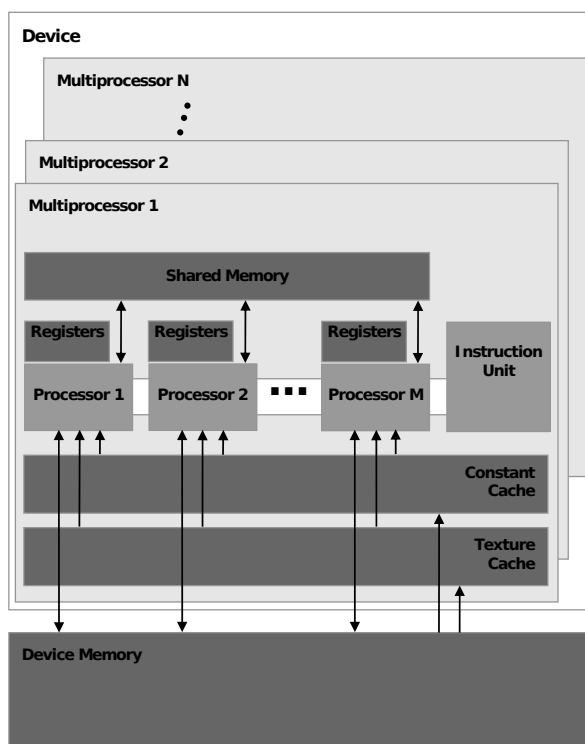 Device
Multiprocessor N
Multiprocessor 2
Multiprocessor 1
Shared Memory
Registers
Registers
Registers
Instruction
Unit
Processor 1
Processor 2
Processor M
Constant
Cache
Texture
Cache
Device Memory